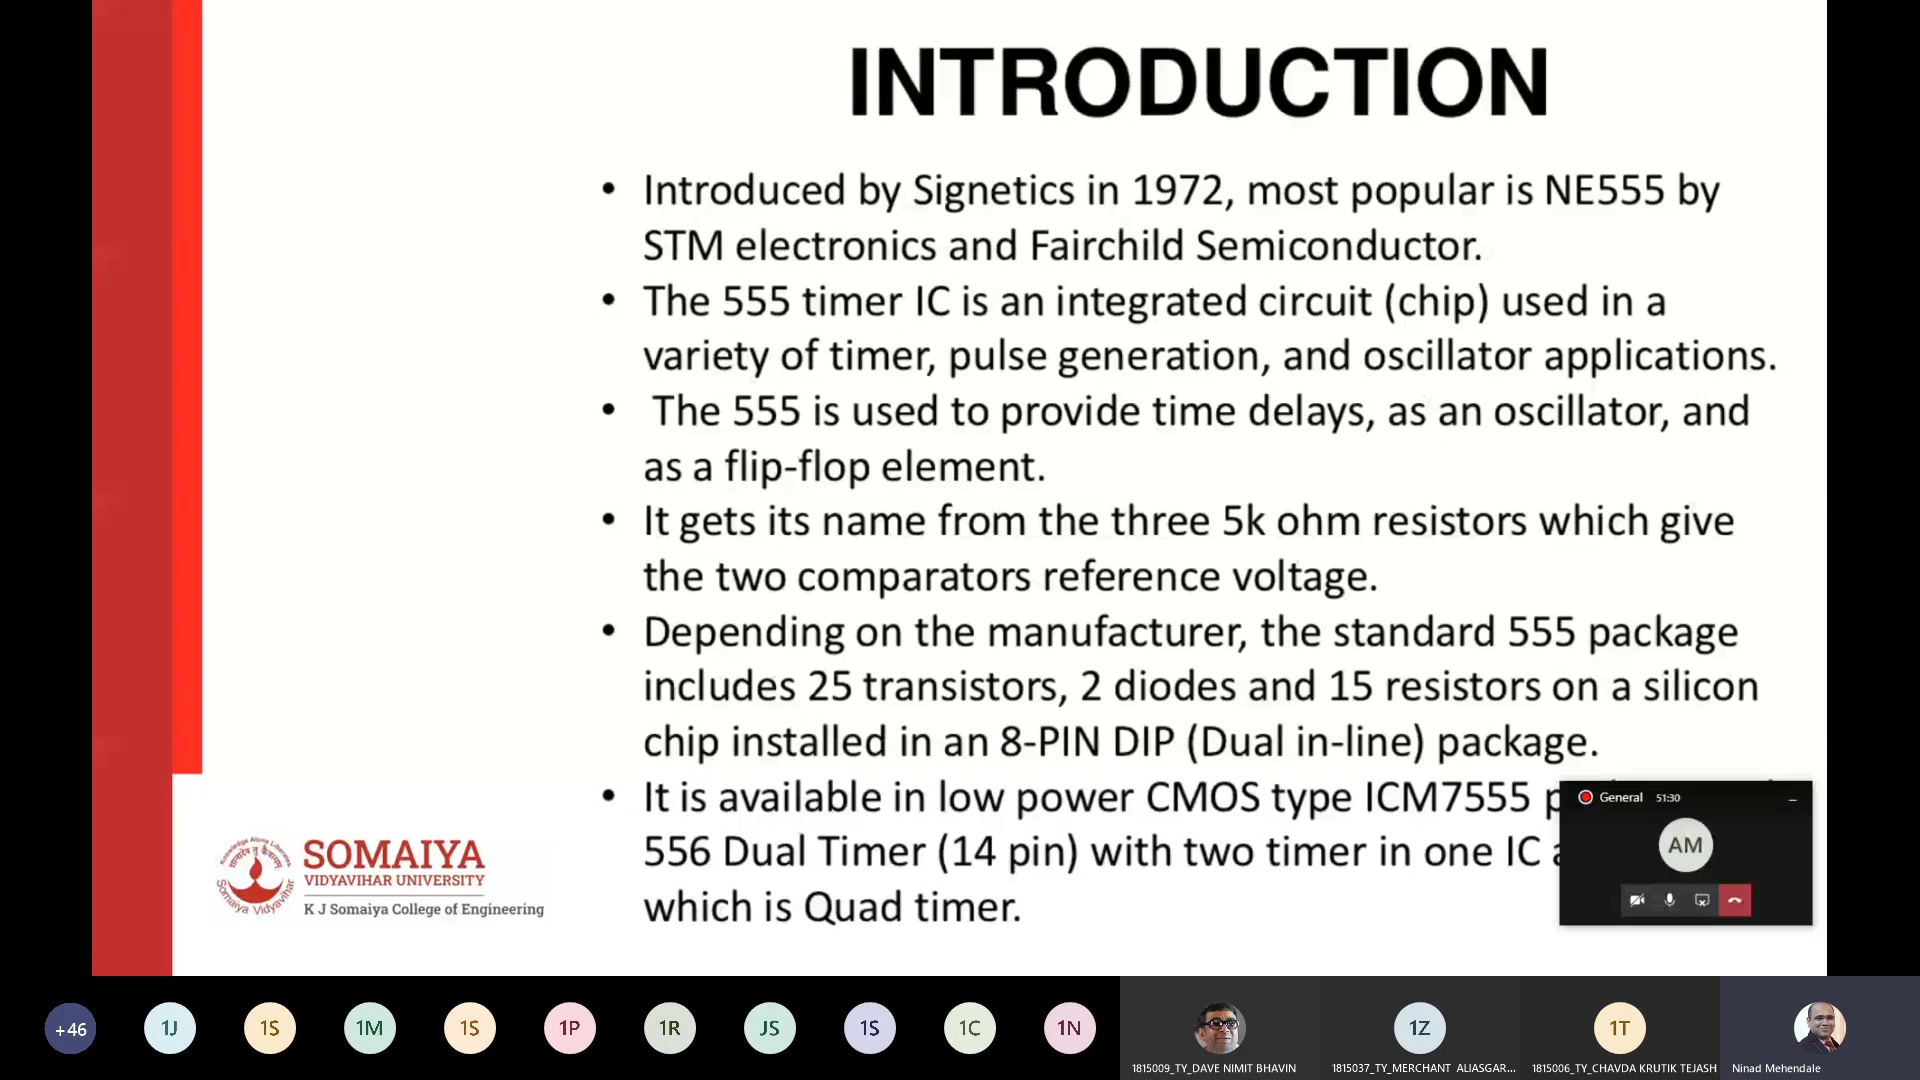 INTRODUCTION
• Introduced by Signetics in 1972, most popular is NE555 by
STM electronics and Fairchild Semiconductor.
• The 555 timer IC is an integrated circuit (chip) used in a
variety of timer, pulse generation, and oscillator applications.
• The 555 is used to provide time delays, as an oscillator, and
as a flip-flop element.
• It gets its name from the three 5k ohm resistors which give
the two comparators reference voltage.
• Depending on the manufacturer, the standard 555 package
includes 25 transistors, 2 diodes and 15 resistors on a silicon
chip installed in an 8-PIN DIP (Dual in-line) package.
• It is available in low power CMOS type ICM7555
556 Dual Timer (14 pin) with two timer in one IC
which is Quad timer.
General 51:30
AM
SOMAIYA
VIDYAVIHAR UNIVERSITY
K J Somaiya College of Engineering
Somaiya Vidyavihar
+46 1J 1S 1M 1S 1P 1R JS 1S 1C 1N 1Z 1T
1815009_TY_DAVE NIMIT BHAVIN 1815037_TY_MERCHANT ALIASGAR... 1815006_TY_CHAVDA KRUTIK TEJASH Ninad Mehendale